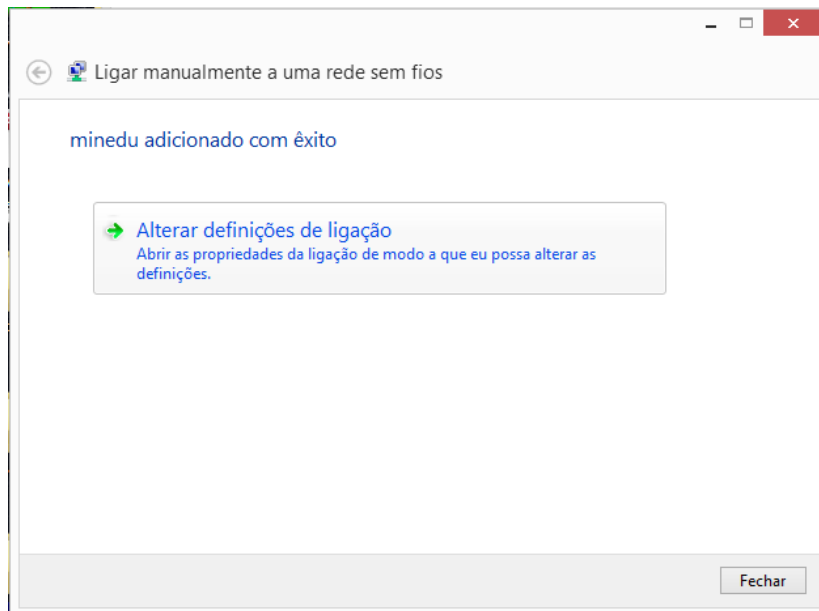 Ligar manualmente a uma rede sem fios
minedu adicionado com êxito
Alterar definições de ligação
Abrir as propriedades da ligação de modo a que eu possa alterar as
definições.
Fechar